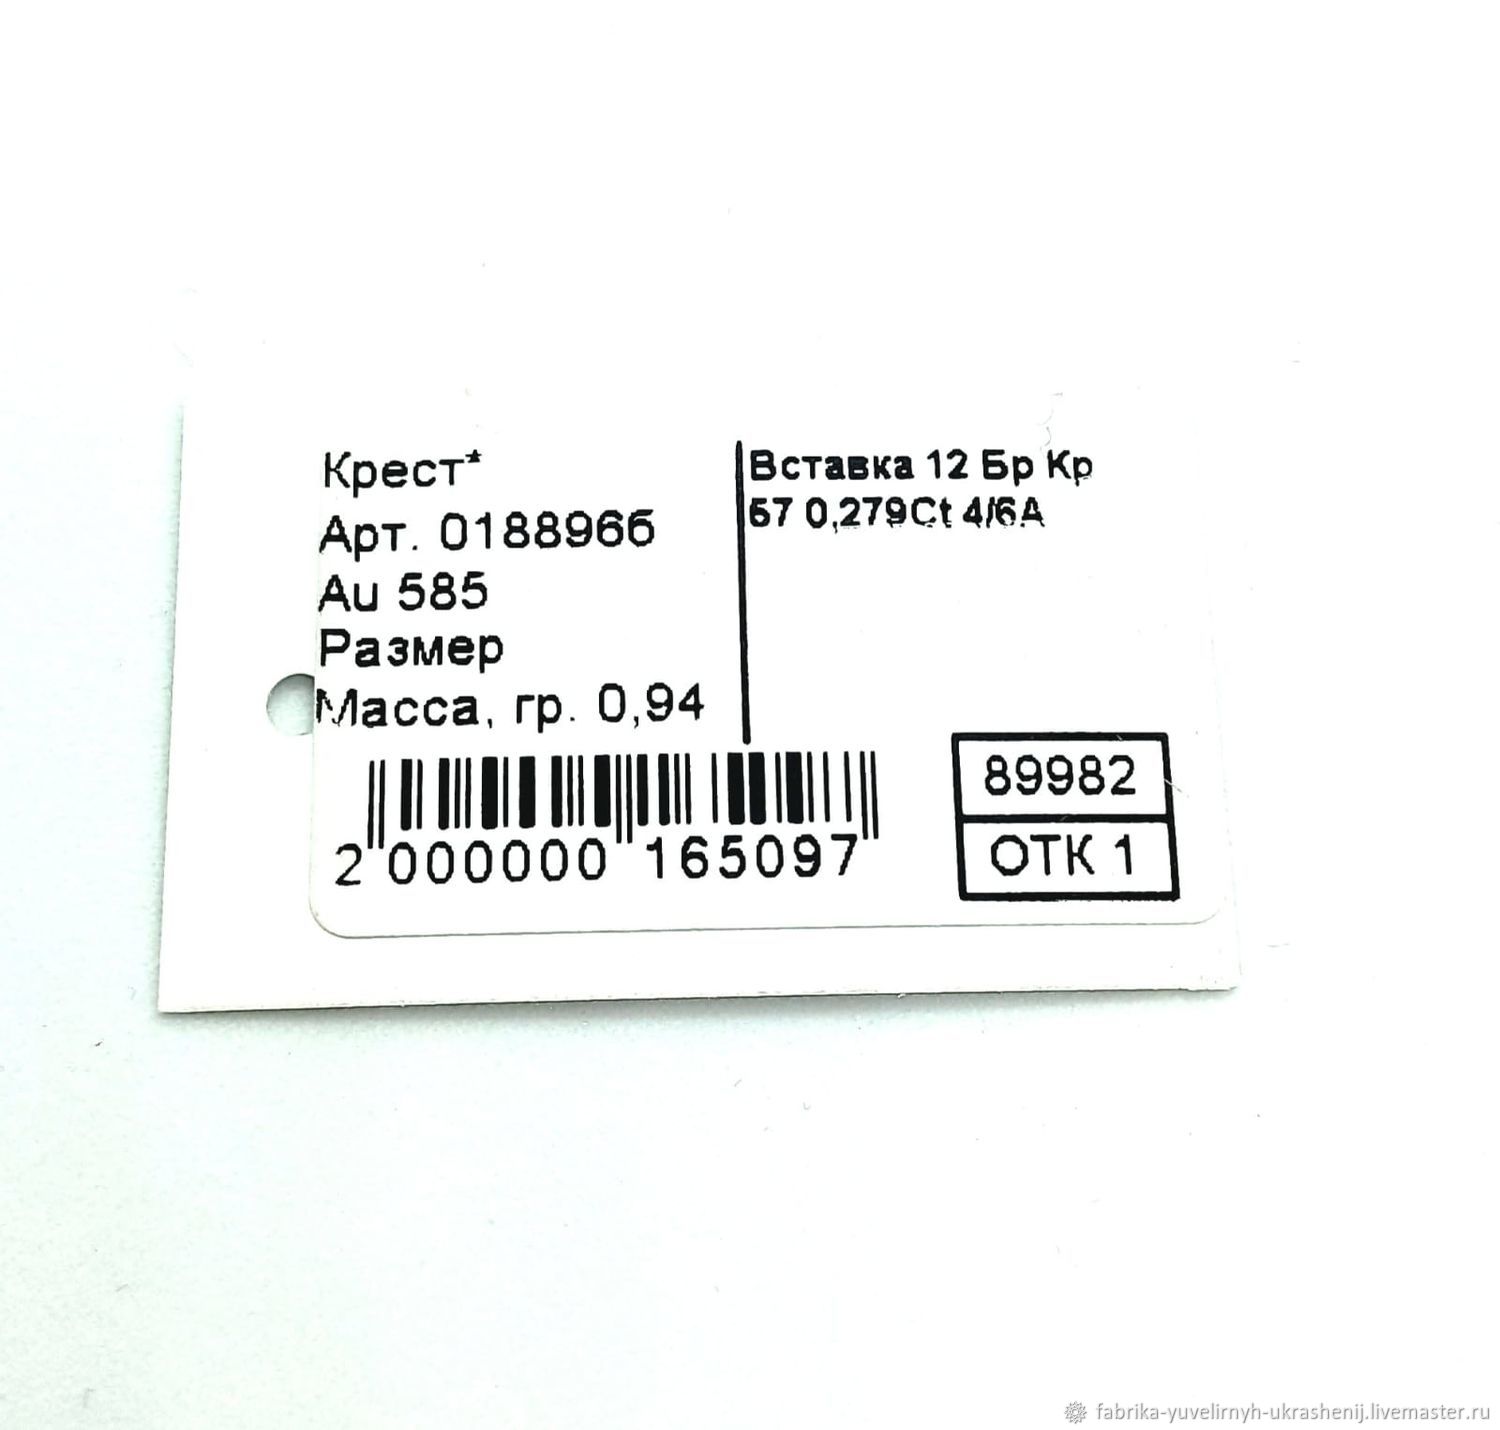 Крест*
Арт. 0188966
Au 585
Размер
Масса, гр. 0,94
Вставка 12 Бр Кр
57 0,279Ct 4/6А
2 000000 165097
89982
ОТК 1
fabrika-yuvelirnyh-ukrashenij.livemaster.ru